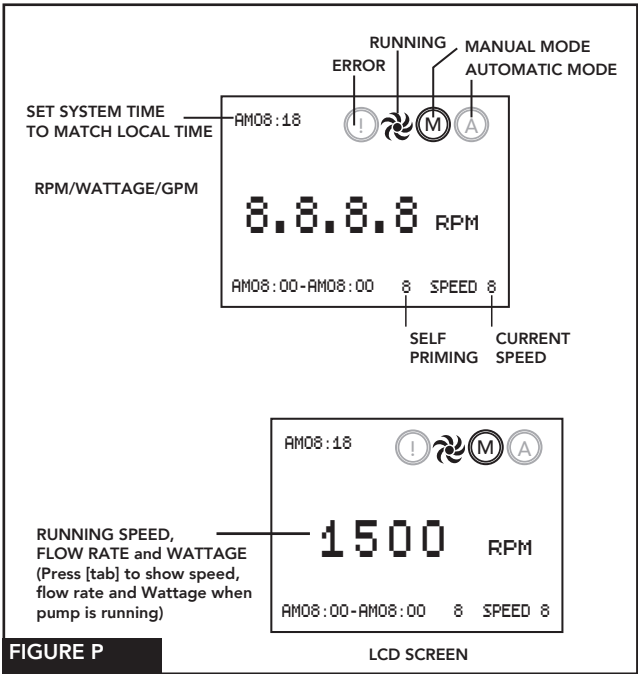 RUNNING
MANUAL MODE
ERROR
AUTOMATIC MODE
SET SYSTEM TIME
TO MATCH LOCAL TIME
AM08:18
!
M
A
RPM/WATTAGE/GPM
8.8.8.8 RPM
AM08:00-AM08:00 8 SPEED 8
SELF
PRIMING
CURRENT
SPEED
AM08:18
!
M
A
RUNNING SPEED,
FLOW RATE and WATTAGE
(Press [tab] to show speed,
flow rate and Wattage when
pump is running)
1500 RPM
AM08:00-AM08:00 8 SPEED 8
FIGURE P
LCD SCREEN